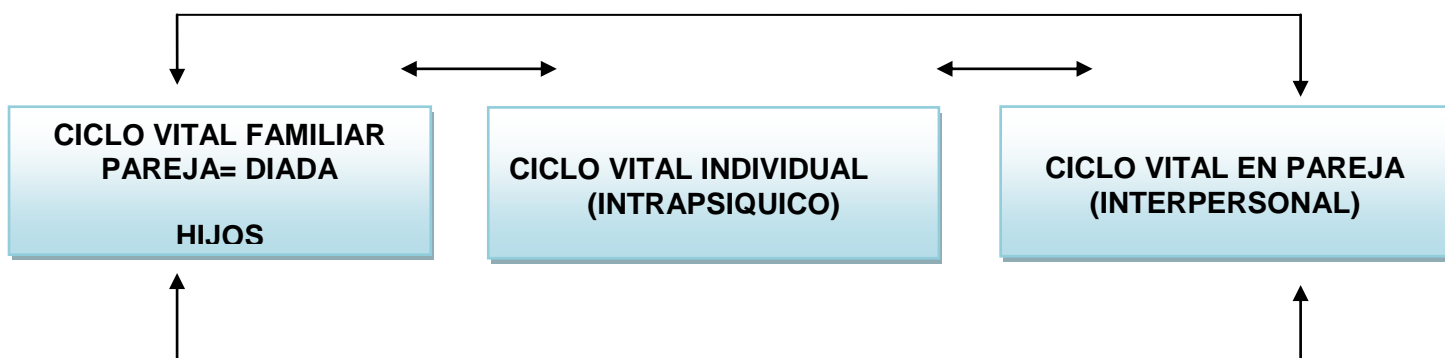 CICLO VITAL FAMILIAR
PAREJA= DIADA
HIJOS
CICLO VITAL INDIVIDUAL
(INTRAPSIQUICO)
CICLO VITAL EN PAREJA
(INTERPERSONAL)